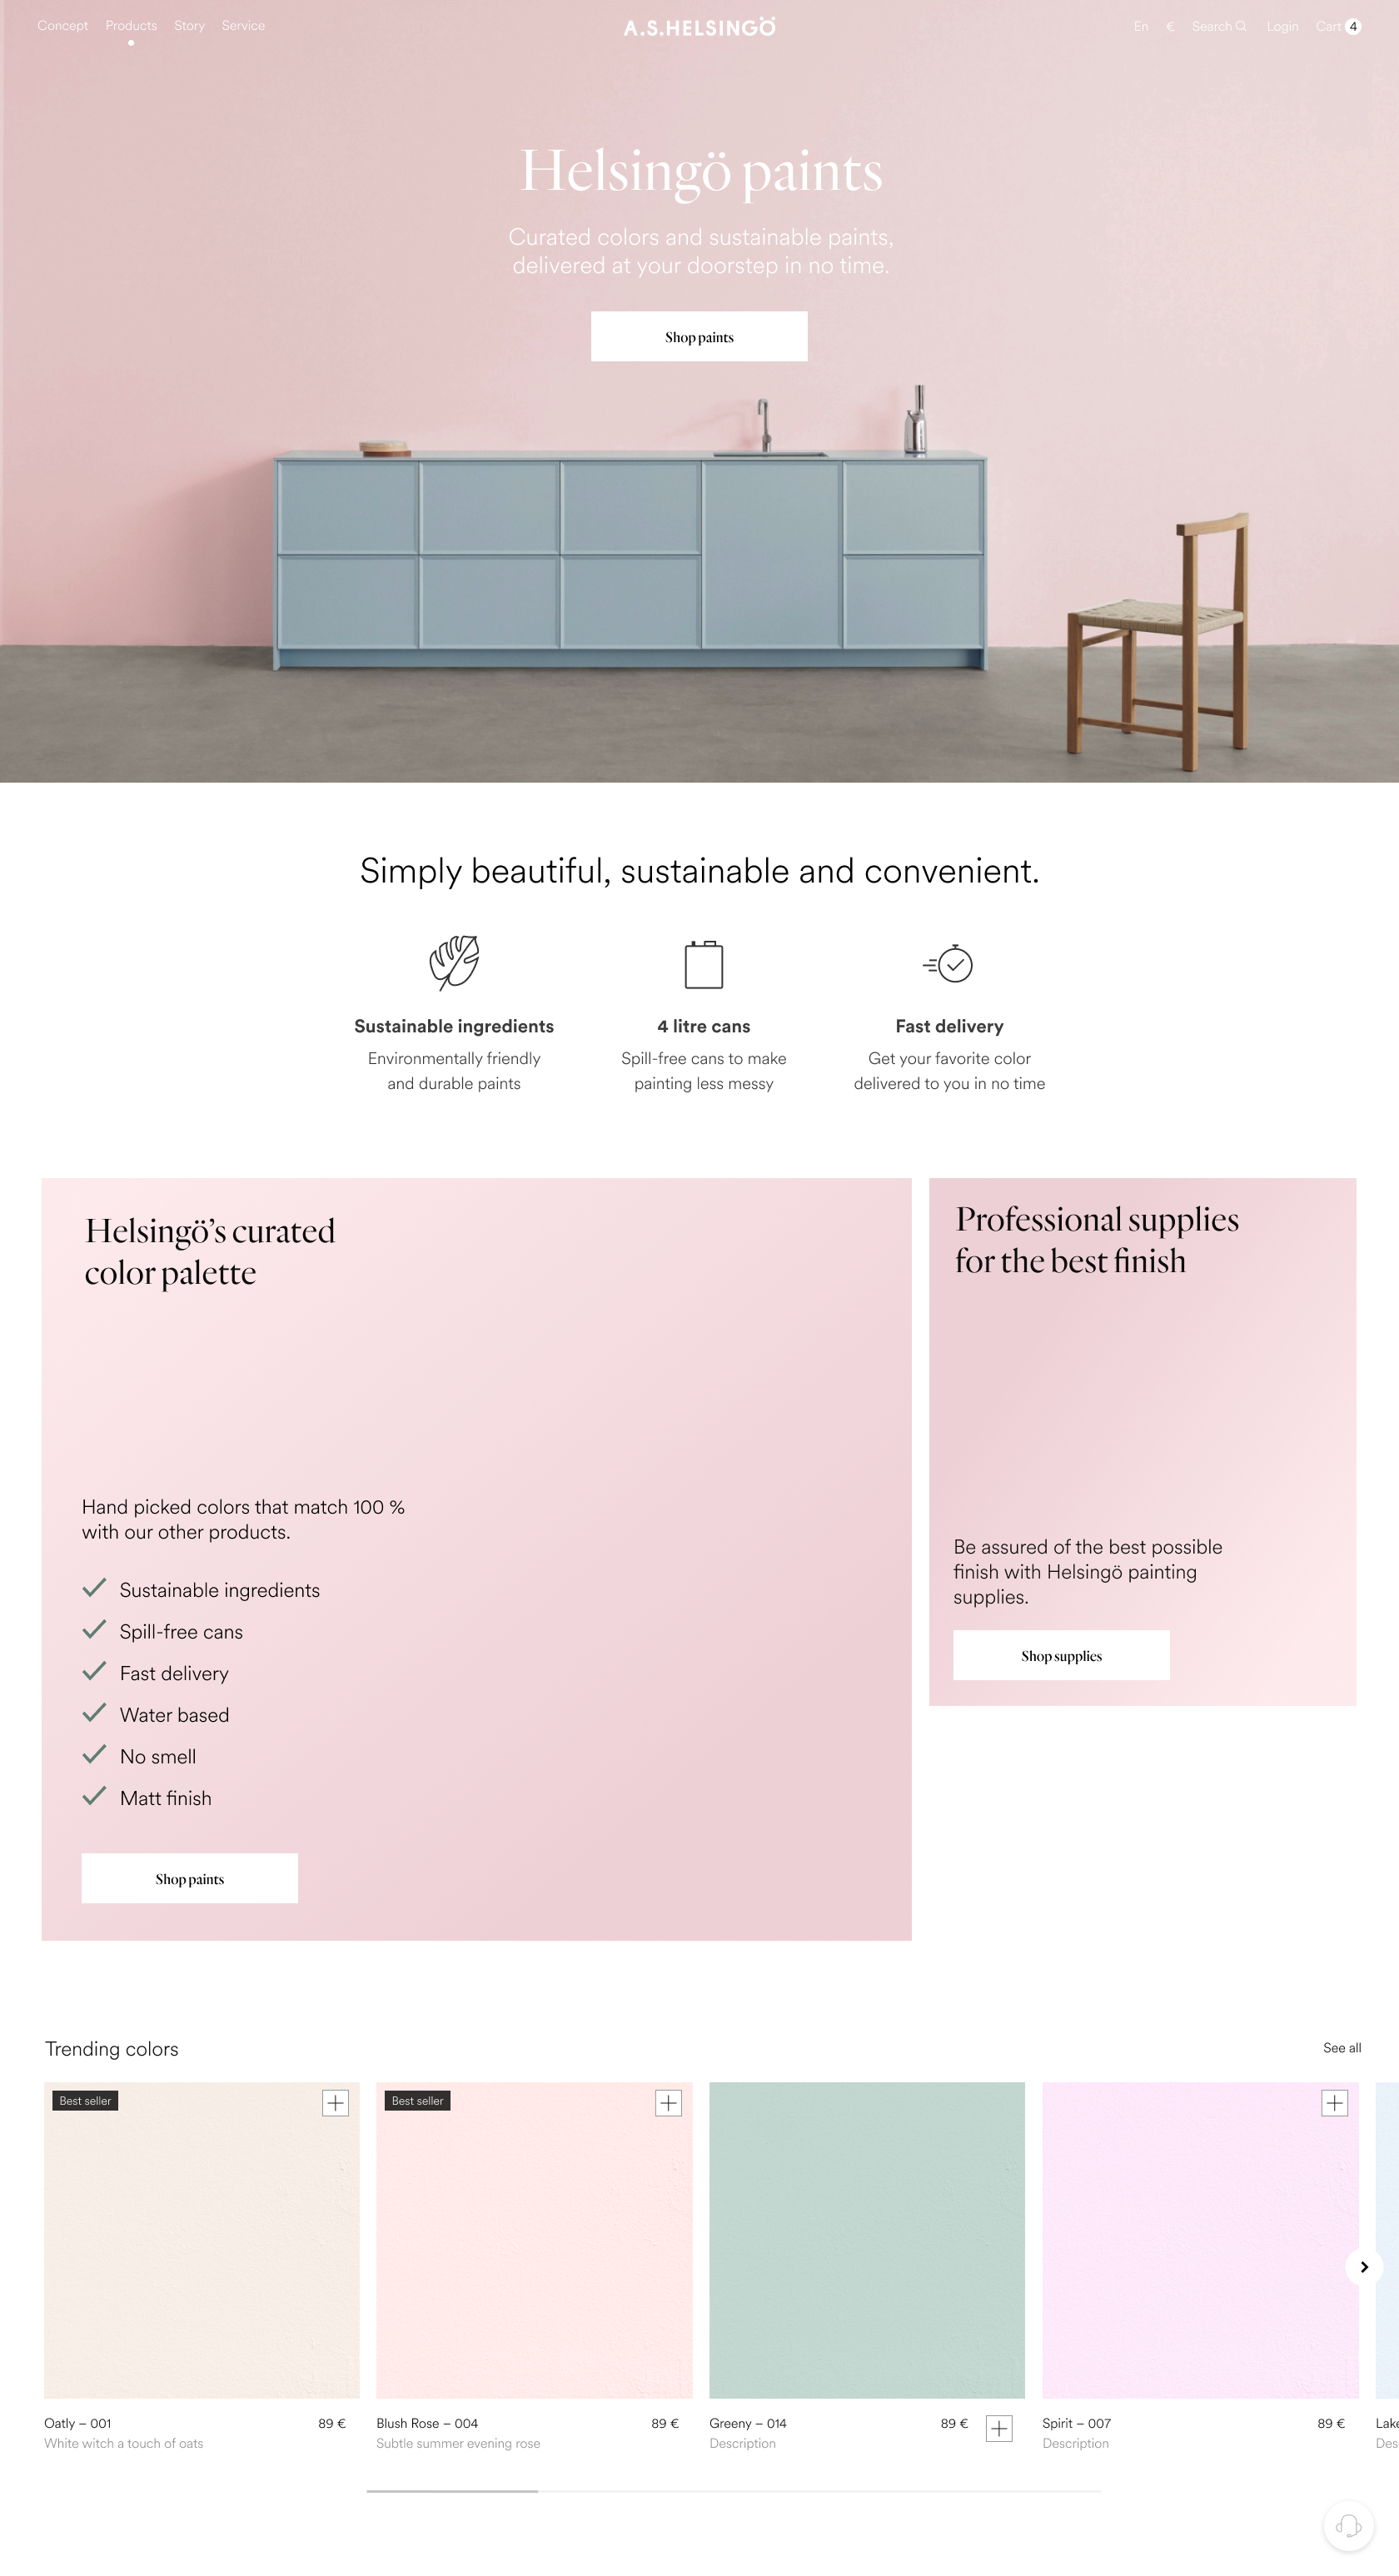 Concept Products Story Service
A.S.HELSINGÖ
En € Search Login Cart 4
Helsingö paints
Curated colors and sustainable paints,
delivered at your doorstep in no time.
Shop paints
Simply beautiful, sustainable and convenient.
Sustainable ingredients
Environmentally friendly
and durable paints
4 litre cans
Spill-free cans to make
painting less messy
Fast delivery
Get your favorite color
delivered to you in no time
Helsingö’s curated
color palette
Hand picked colors that match 100 %
with our other products.
Sustainable ingredients
Spill-free cans
Fast delivery
Water based
No smell
Matt finish
Shop paints
Professional supplies
for the best finish
Be assured of the best possible
finish with Helsingö painting
supplies.
Shop supplies
Trending colors
See all
Best seller
Oatly – 001 89 €
White witch a touch of oats
Best seller
Blush Rose – 004 89 €
Subtle summer evening rose
Greeny – 014 89 €
Description
Spirit – 007 89 €
Description
Lake
Des